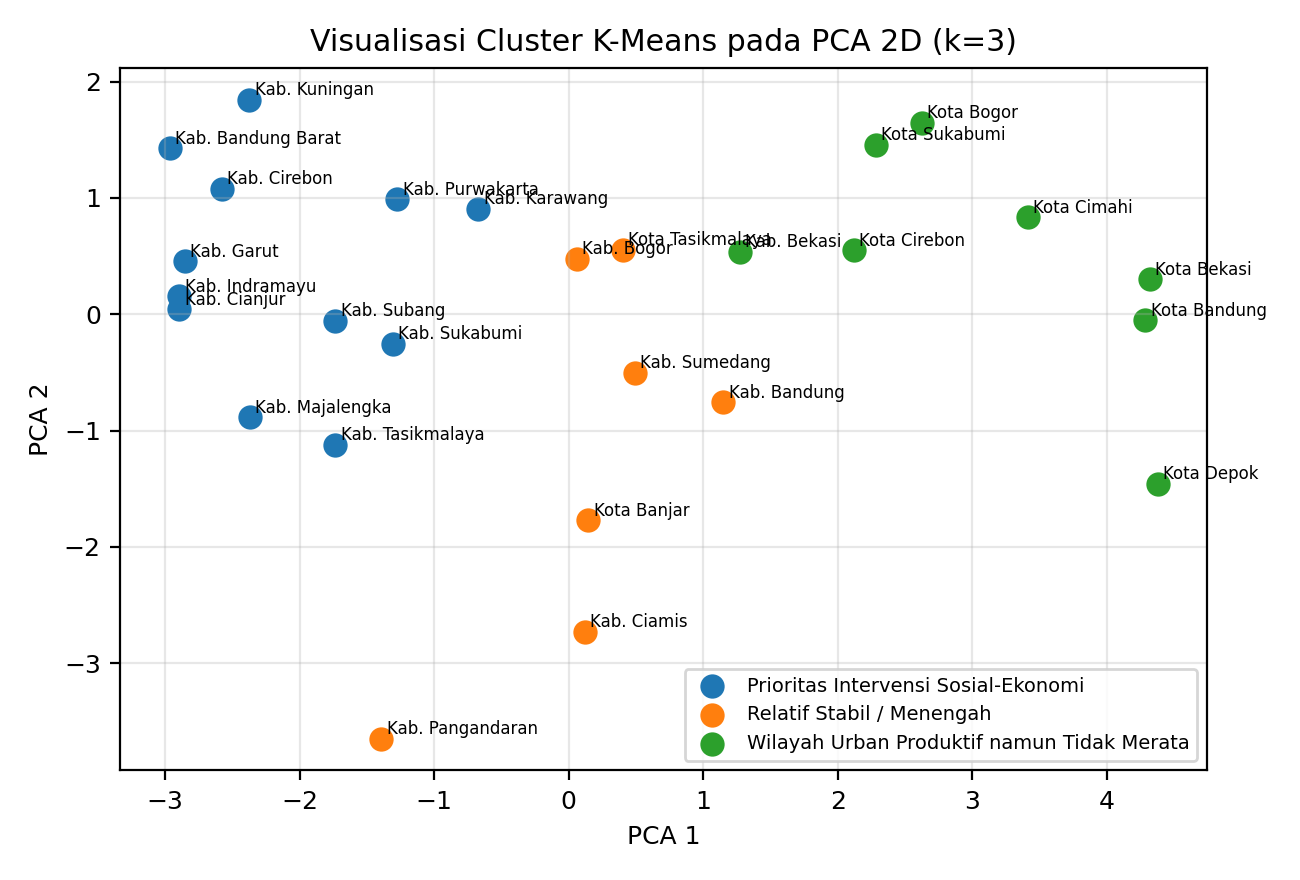 Visualisasi Cluster K-Means pada PCA 2D (k=3)
2
1
0
−1
−2
−3
PCA 2
Kab. Kuningan
Kab. Bandung Barat
Kab. Cirebon
Kab. Purwakarta
Kab. Karawang
Kab. Garut
Kab. Indramayu
Kab. Cianjur
Kab. Subang
Kab. Sukabumi
Kab. Majalengka
Kab. Tasikmalaya
Kota Bogor
Kota Sukabumi
Kota Cimahi
Kota Tasikmalaya
Kab. Bogor
Kab. Bekasi
Kota Cirebon
Kota Bekasi
Kota Bandung
Kab. Sumedang
Kab. Bandung
Kota Depok
Kota Banjar
Kab. Ciamis
Kab. Pangandaran
Prioritas Intervensi Sosial-Ekonomi
Relatif Stabil / Menengah
Wilayah Urban Produktif namun Tidak Merata
−3
−2
−1
0
1
2
3
4
PCA 1